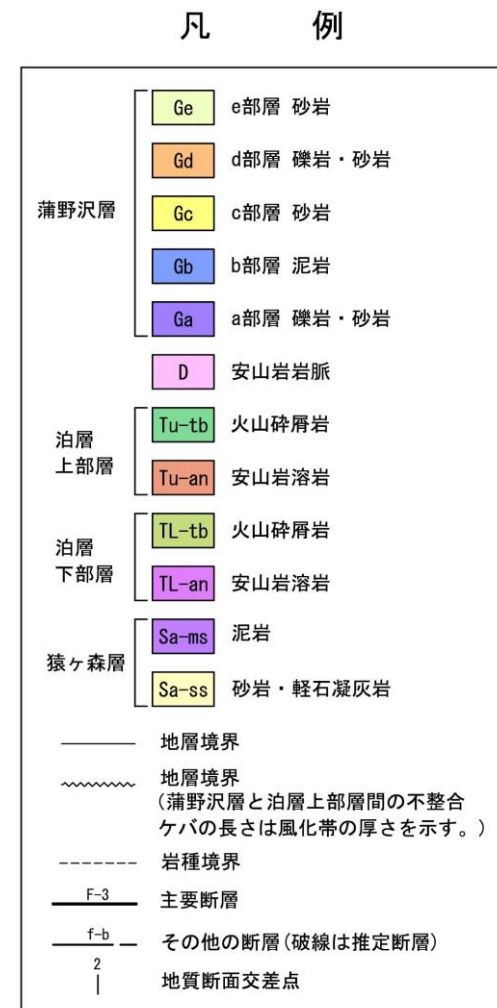 凡 例
蒲野沢層
Ge e部層 砂岩
Gd d部層 礫岩・砂岩
Gc c部層 砂岩
Gb b部層 泥岩
Ga a部層 礫岩・砂岩
D 安山岩岩脈
泊層
上部層
Tu-tb 火山砕屑岩
Tu-an 安山岩溶岩
泊層
下部層
TL-tb 火山砕屑岩
TL-an 安山岩溶岩
猿ヶ森層
Sa-ms 泥岩
Sa-ss 砂岩・軽石凝灰岩
地層境界
地層境界
(蒲野沢層と泊層上部層間の不整合
ケバの長さは風化帯の厚さを示す。)
岩種境界
F-3 主要断層
f-b その他の断層(破線は推定断層)
2 地質断面交差点